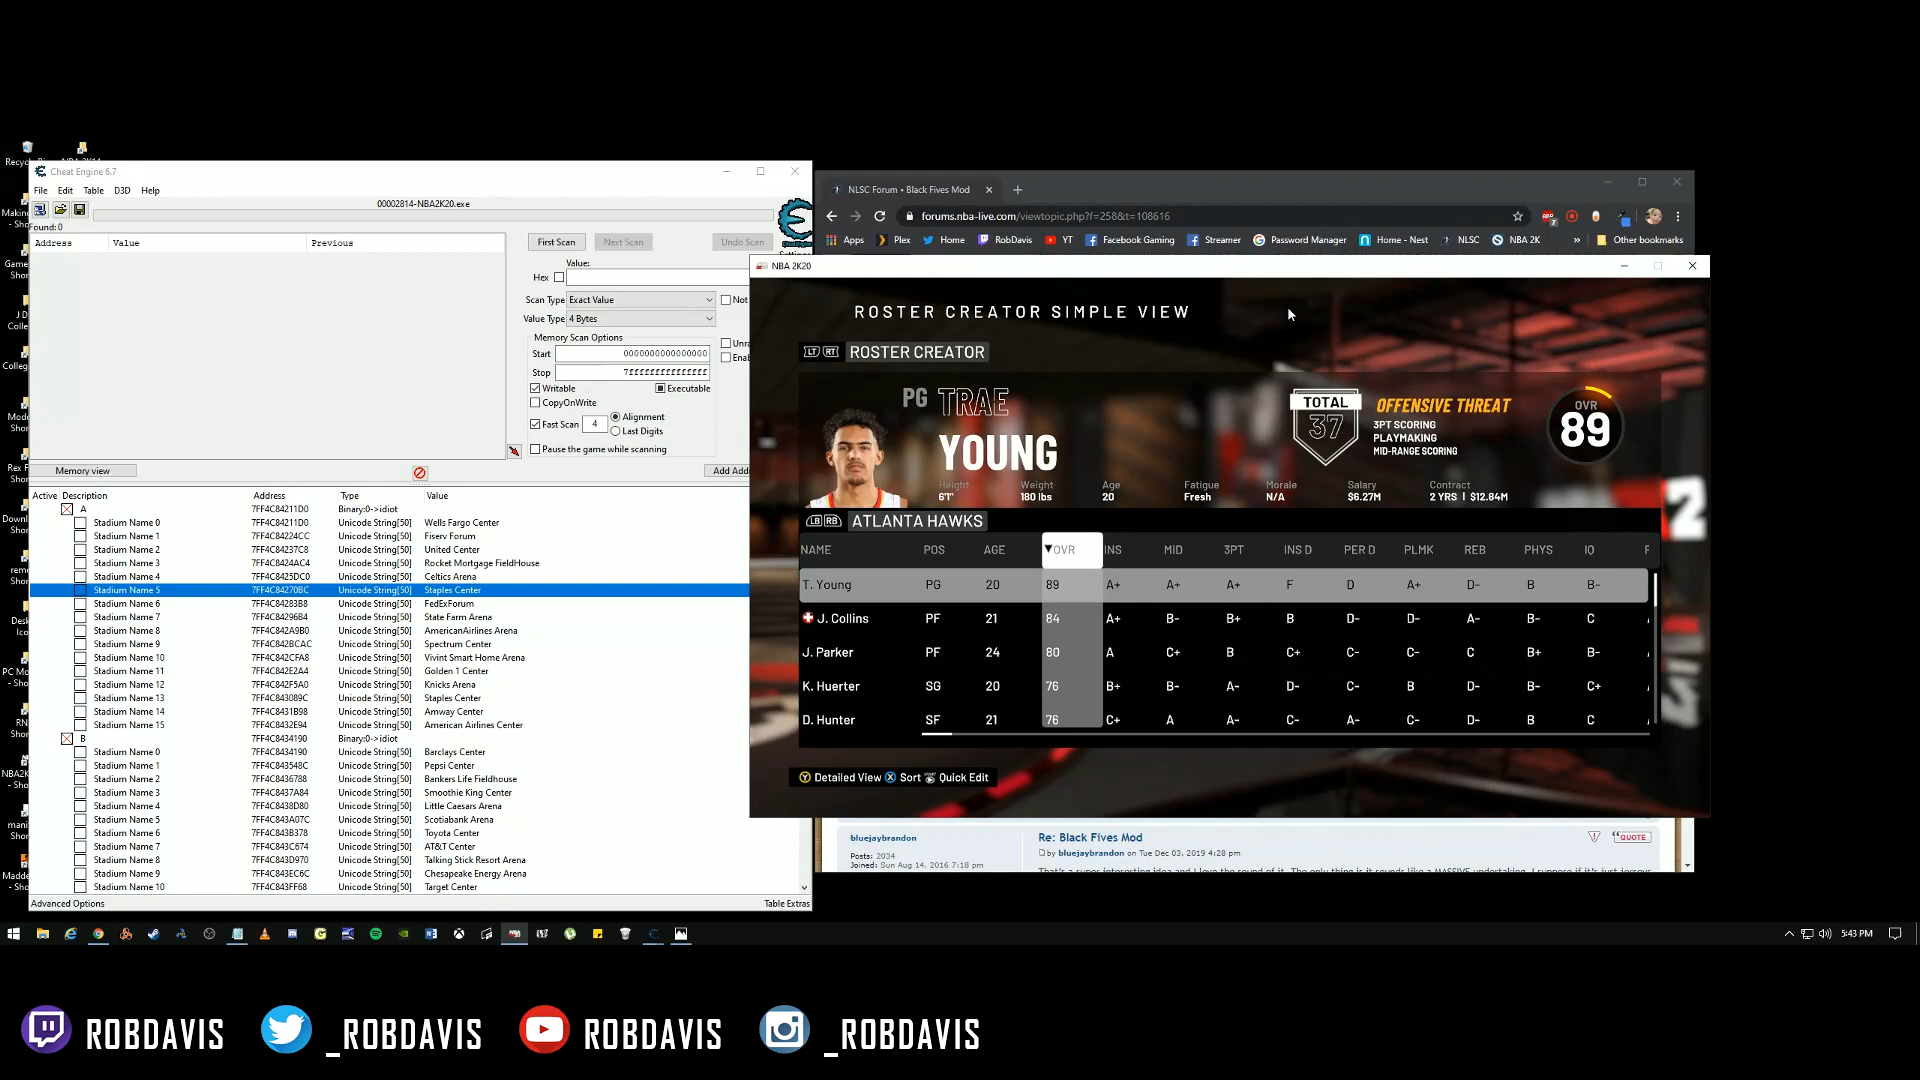 Cheat Engine 6.7
File Edit Table D3D Help
00002814-NBA2K20.exe
Found: 0
Address Value Previous
First Scan Next Scan Undo Scan
Value:
Hex
Scan Type Exact Value Not
Value Type 4 Bytes
Memory Scan Options
Start 0000000000000000
Stop 7fffffffffffffff
Writable Executable
CopyOnWrite
Fast Scan 4 Alignment
Last Digits
Pause the game while scanning
Memory view
Active Description Address Type Value
A 7FF4C84211D0 Binary:0->idiot
Stadium Name 0 7FF4C84211D0 Unicode String[50] Wells Fargo Center
Stadium Name 1 7FF4C84224CC Unicode String[50] Fiserv Forum
Stadium Name 2 7FF4C84237C8 Unicode String[50] United Center
Stadium Name 3 7FF4C8424AC4 Unicode String[50] Rocket Mortgage FieldHouse
Stadium Name 4 7FF4C8425DC0 Unicode String[50] Celtics Arena
Stadium Name 5 7FF4C84270BC Unicode String[50] Staples Center
Stadium Name 6 7FF4C84283B8 Unicode String[50] FedExForum
Stadium Name 7 7FF4C84296B4 Unicode String[50] State Farm Arena
Stadium Name 8 7FF4C842A9B0 Unicode String[50] AmericanAirlines Arena
Stadium Name 9 7FF4C842BCAC Unicode String[50] Spectrum Center
Stadium Name 10 7FF4C842CFA8 Unicode String[50] Vivint Smart Home Arena
Stadium Name 11 7FF4C842E2A4 Unicode String[50] Golden 1 Center
Stadium Name 12 7FF4C842F5A0 Unicode String[50] Knicks Arena
Stadium Name 13 7FF4C843089C Unicode String[50] Staples Center
Stadium Name 14 7FF4C8431B98 Unicode String[50] Amway Center
Stadium Name 15 7FF4C8432E94 Unicode String[50] American Airlines Center
B 7FF4C8434190 Binary:0->idiot
Stadium Name 0 7FF4C8434190 Unicode String[50] Barclays Center
Stadium Name 1 7FF4C843548C Unicode String[50] Pepsi Center
Stadium Name 2 7FF4C8436788 Unicode String[50] Bankers Life Fieldhouse
Stadium Name 3 7FF4C8437A84 Unicode String[50] Smoothie King Center
Stadium Name 4 7FF4C8438D80 Unicode String[50] Little Caesars Arena
Stadium Name 5 7FF4C843A07C Unicode String[50] Scotiabank Arena
Stadium Name 6 7FF4C843B378 Unicode String[50] Toyota Center
Stadium Name 7 7FF4C843C674 Unicode String[50] AT&T Center
Stadium Name 8 7FF4C843D970 Unicode String[50] Talking Stick Resort Arena
Stadium Name 9 7FF4C843EC6C Unicode String[50] Chesapeake Energy Arena
Stadium Name 10 7FF4C843FF68 Unicode String[50] Target Center
Advanced Options Table Extras
NLSC Forum • Black Fives Mod
forums.nba-live.com/viewtopic.php?f=258&t=108616
Apps Plex Home RobDavis YT Facebook Gaming Streamer Password Manager Home - Nest NLSC NBA 2K » Other bookmarks
NBA 2K20
ROSTER CREATOR SIMPLE VIEW
LT RT ROSTER CREATOR
PG TRAE
YOUNG
TOTAL 37
OFFENSIVE THREAT
3PT SCORING
PLAYMAKING
MID-RANGE SCORING
OVR
89
Height Weight Age Fatigue Morale Salary Contract
6'1" 180 lbs 20 Fresh N/A $6.27M 2 YRS | $12.84M
LB RB ATLANTA HAWKS
NAME POS AGE OVR INS MID 3PT INS D PER D PLMK REB PHYS IQ
T. Young PG 20 89 A+ A+ A+ F D A+ D- B B-
J. Collins PF 21 84 A+ B- B+ B D- D- A- B- C
J. Parker PF 24 80 A C+ B C+ C- C- C B+ B-
K. Huerter SG 20 76 B+ B- A- D- C- B D- B- C+
D. Hunter SF 21 76 C+ A A- C- A- C- D- B C
Y Detailed View X Sort START Quick Edit
bluejaybrandon
Posts: 2034
Joined: Sun Aug 14, 2016 7:18 pm
Re: Black Fives Mod
by bluejaybrandon on Tue Dec 03, 2019 4:28 pm
QUOTE
5:43 PM
ROBDAVIS _ROBDAVIS ROBDAVIS _ROBDAVIS